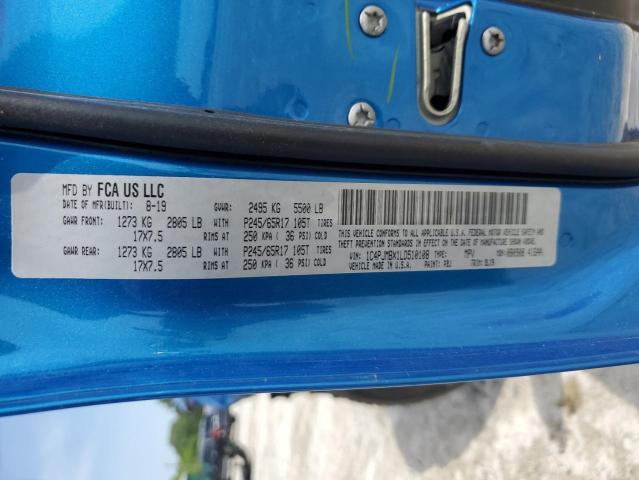 MFD BY FCA US LLC
DATE OF MFR(BUILT): 8-19 GVWR: 2495 KG 5500 LB
GAWR FRONT: 1273 KG 2805 LB WITH P245/65R17 105T TIRES
17X7.5 RIMS AT 250 KPA ( 36 PSI) COLD
GAWR REAR: 1273 KG 2805 LB WITH P245/65R17 105T TIRES
17X7.5 RIMS AT 250 KPA ( 36 PSI) COLD
THIS VEHICLE CONFORMS TO ALL APPLICABLE U.S.A. FEDERAL MOTOR VEHICLE SAFETY AND
THEFT PREVENTION STANDARDS IN EFFECT ON THE DATE OF MANUFACTURE SHOWN ABOVE.
VIN: 1C4PJMBX1LD510108 TYPE: MPV MDH:
VEHICLE MADE IN U.S.A. PAINT: PBJ TRIM: